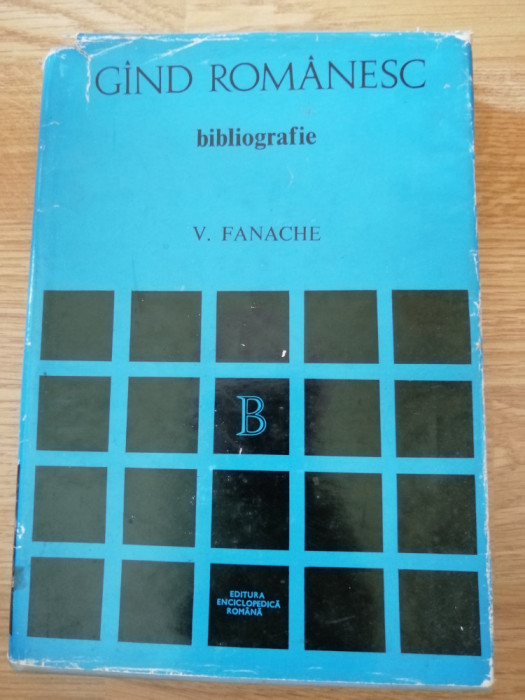 GÎND ROMÂNESC
bibliografie
V. FANACHE
B
EDITURA
ENCICLOPEDICĂ
ROMÂNĂ